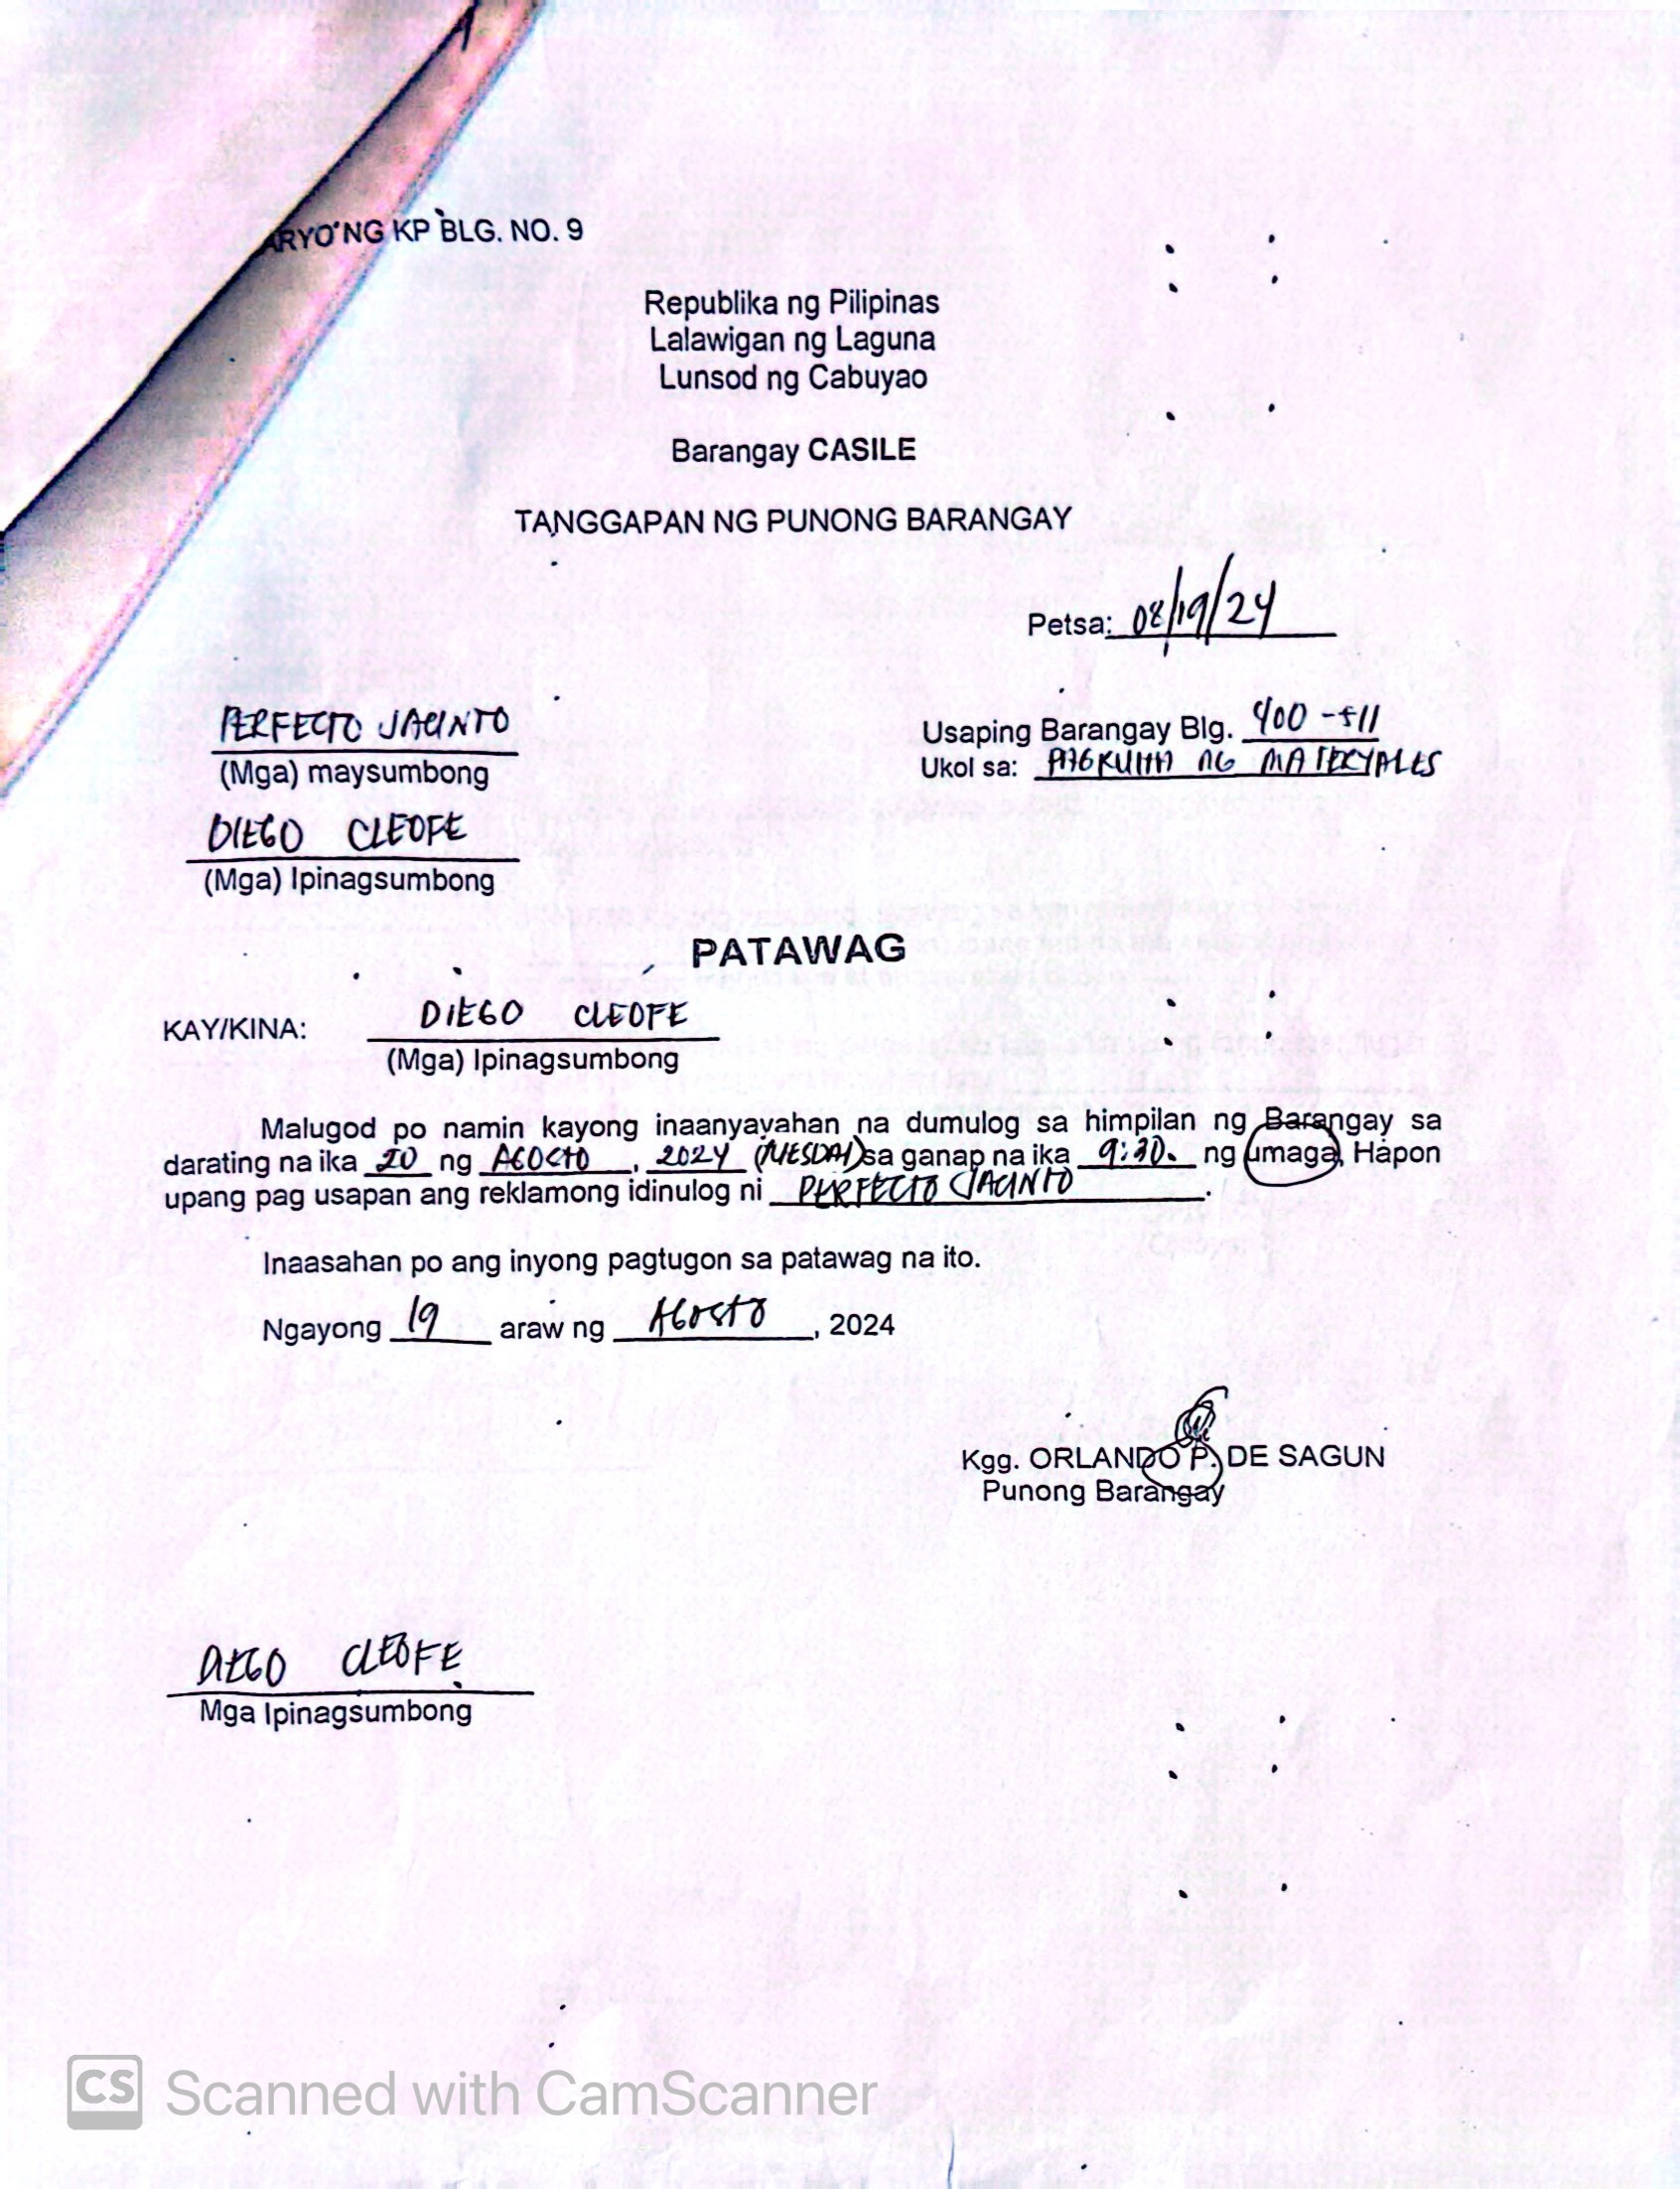 ARYO NG KP BLG. NO. 9
Republika ng Pilipinas
Lalawigan ng Laguna
Lunsod ng Cabuyao
Barangay CASILE
TANGGAPAN NG PUNONG BARANGAY
Petsa: 08/19/24
PERFECTO JACINTO
(Mga) maysumbong
Usaping Barangay Blg. 400 -
Ukol sa: PAGKUHA NG MATERYALES
DIEGO CLEOFE
(Mga) Ipinagsumbong
PATAWAG
KAY/KINA: DIEGO CLEOFE
(Mga) Ipinagsumbong
Malugod po namin kayong inaanyayahan na dumulog sa himpilan ng Barangay sa
darating na ika 20 ng AGOSTO, 2024 (TUESDAY) sa ganap na ika 9:30 ng umaga, Hapon
upang pag usapan ang reklamong idinulog ni PERFECTO JACINTO.
Inaasahan po ang inyong pagtugon sa patawag na ito.
Ngayong 19 araw ng AGOSTO, 2024
Kgg. ORLANDO P. DE SAGUN
Punong Barangay
DIEGO CLEOFE
Mga Ipinagsumbong
CS Scanned with CamScanner